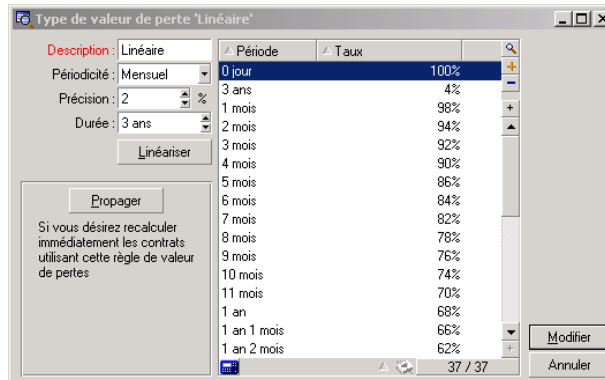 Type de valeur de perte 'Linéaire'
Description : Linéaire
Périodicité : Mensuel
Précision : 2 %
Durée : 3 ans
Linéariser
Propager
Si vous désirez recalculer
immédiatement les contrats
utilisant cette règle de valeur
de pertes
Période Taux
0 jour 100%
3 ans 4%
1 mois 98%
2 mois 94%
3 mois 92%
4 mois 90%
5 mois 86%
6 mois 84%
7 mois 82%
8 mois 78%
9 mois 76%
10 mois 74%
11 mois 70%
1 an 68%
1 an 1 mois 66%
1 an 2 mois 62%
37 / 37
Modifier
Annuler